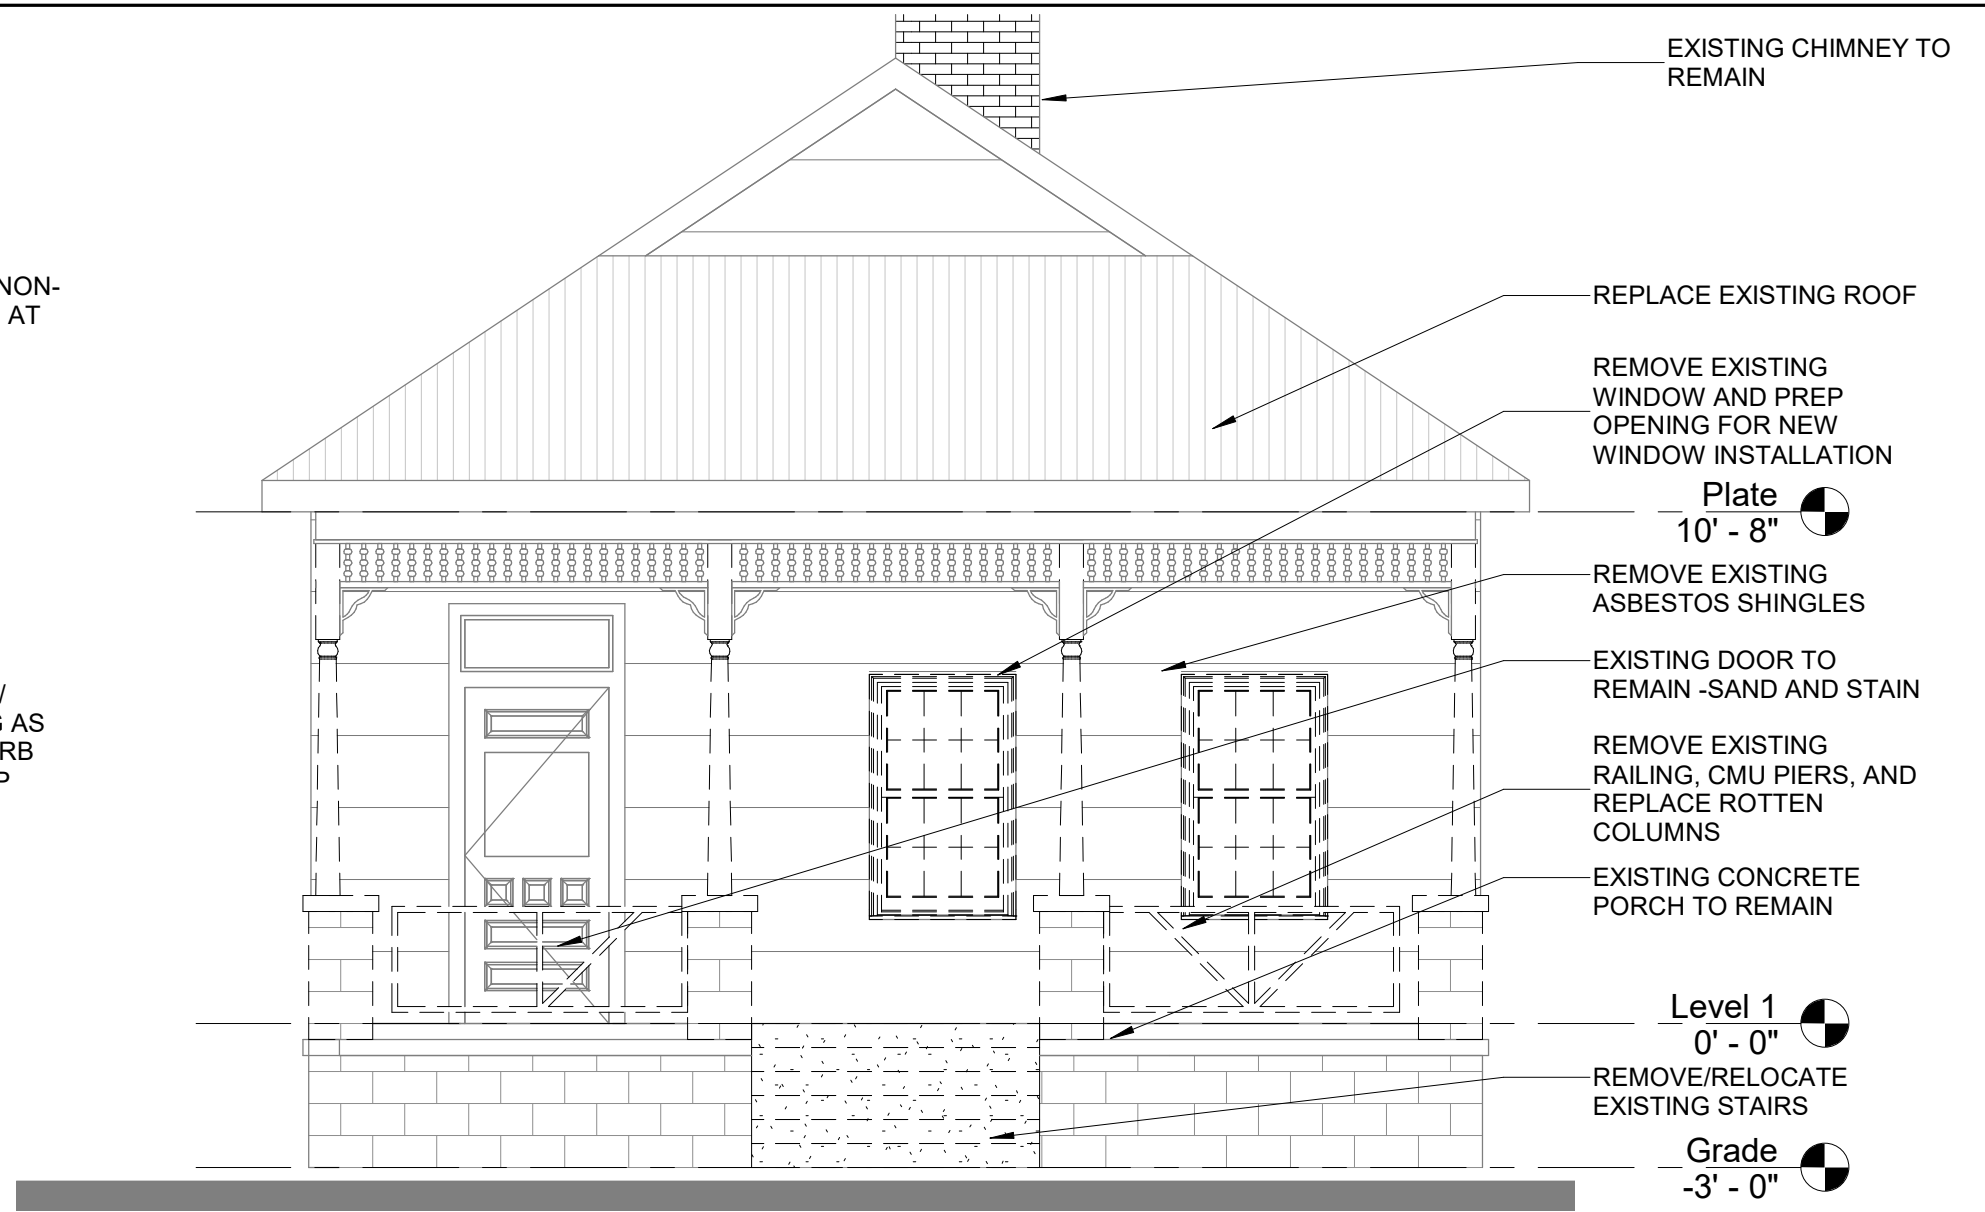 EXISTING CHIMNEY TO
REMAIN
NON-
AT
REPLACE EXISTING ROOF
REMOVE EXISTING
WINDOW AND PREP
OPENING FOR NEW
WINDOW INSTALLATION
Plate
10' - 8"
REMOVE EXISTING
ASBESTOS SHINGLES
EXISTING DOOR TO
REMAIN -SAND AND STAIN
/
AS
RB
P
REMOVE EXISTING
RAILING, CMU PIERS, AND
REPLACE ROTTEN
COLUMNS
EXISTING CONCRETE
PORCH TO REMAIN
Level 1
0' - 0"
REMOVE/RELOCATE
EXISTING STAIRS
Grade
-3' - 0"